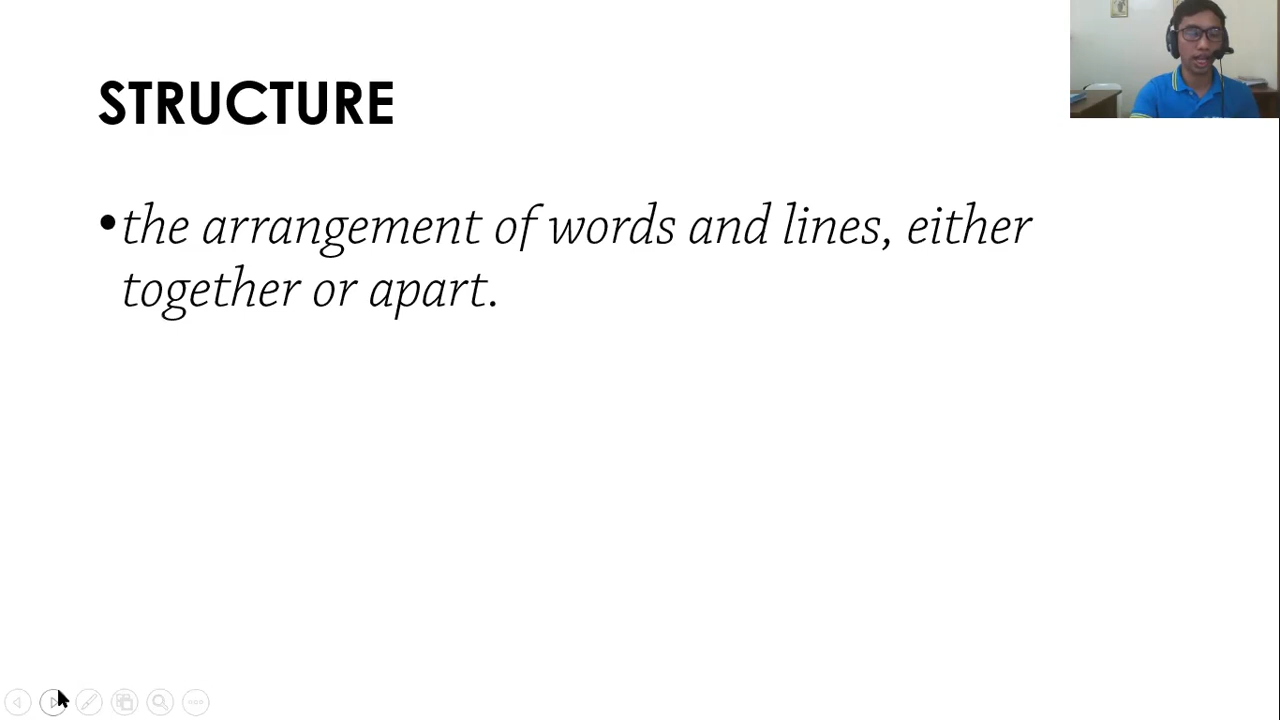 STRUCTURE
•the arrangement of words and lines, either
together or apart.